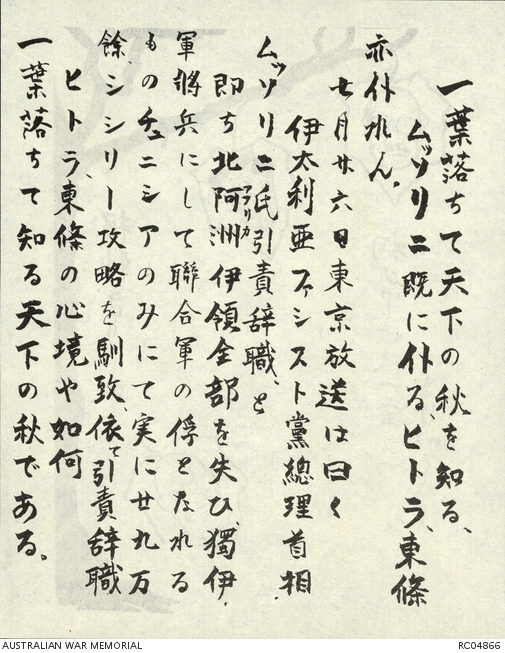 一葉落ちて天下の秋を知る、
ムッソリニ既に仆る、ヒトラ、東條
亦仆れん。
七月廿六日東京放送は曰く
伊太利亜ファシスト黨總理首相
ムッソリニ氏引責辞職、と
即ち北阿洲アフリカ伊領全部を失ひ、獨伊
軍將兵にして聯合軍の俘となれる
ものチュニシアのみにて実に廿九万
餘、シシリー攻略を馴致、依て引責辞職
ヒトラ、東條の心境や如何
一葉落ちて知る天下の秋である。
AUSTRALIAN WAR MEMORIAL
RC04866